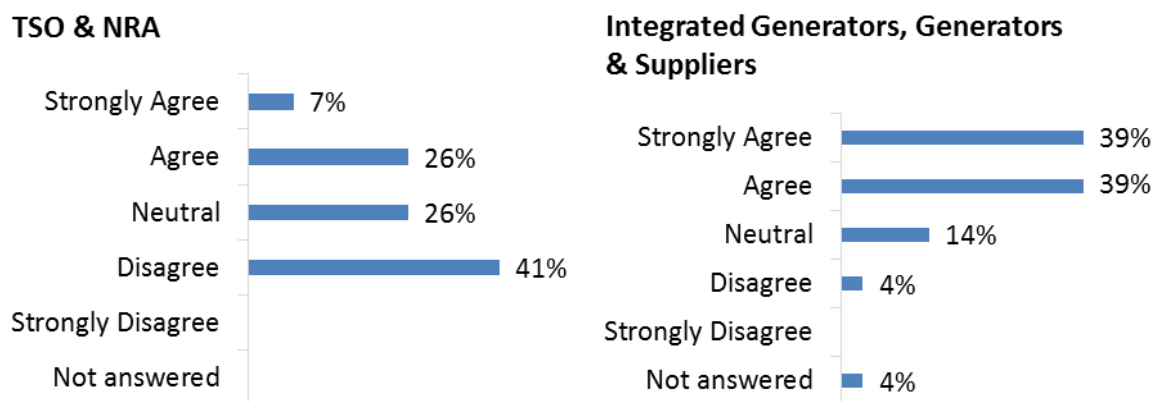 TSO & NRA
Strongly Agree 7%
Agree 26%
Neutral 26%
Disagree 41%
Strongly Disagree
Not answered
Integrated Generators, Generators
& Suppliers
Strongly Agree 39%
Agree 39%
Neutral 14%
Disagree 4%
Strongly Disagree
Not answered 4%